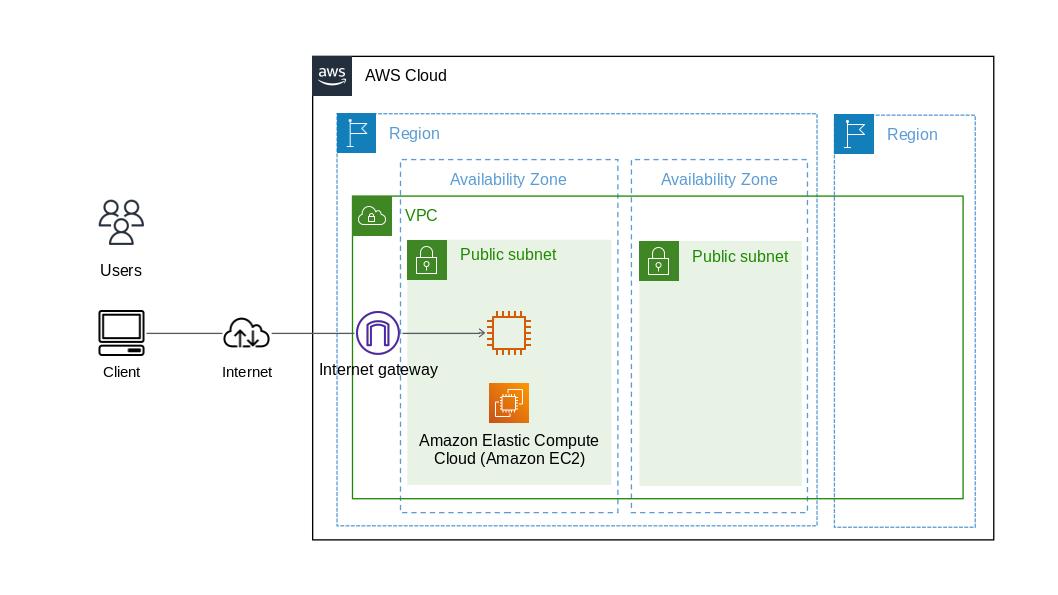 aws
AWS Cloud
Region
Region
Availability Zone
Availability Zone
VPC
Public subnet
Public subnet
Users
Client
Internet
Internet gateway
Amazon Elastic Compute
Cloud (Amazon EC2)